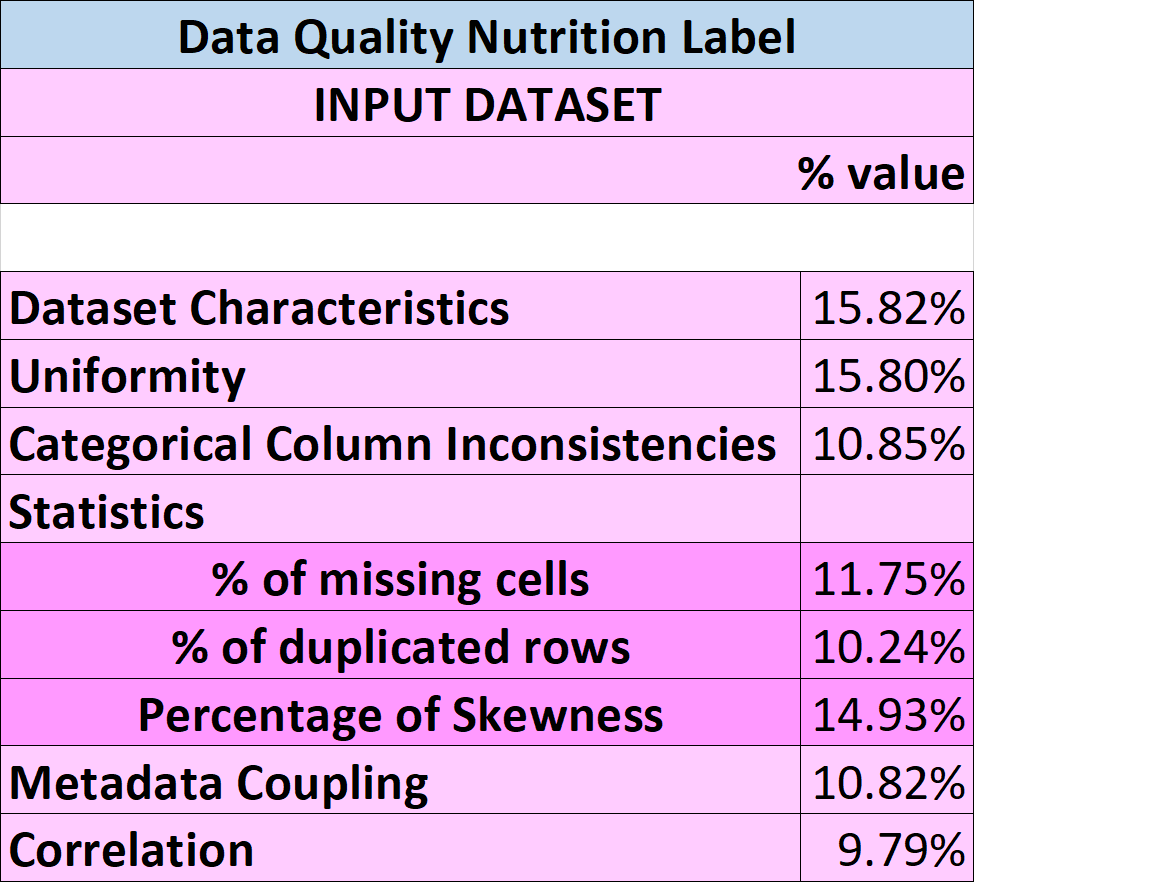 Data Quality Nutrition Label
INPUT DATASET
% value
Dataset Characteristics 15.82%
Uniformity 15.80%
Categorical Column Inconsistencies 10.85%
Statistics
% of missing cells 11.75%
% of duplicated rows 10.24%
Percentage of Skewness 14.93%
Metadata Coupling 10.82%
Correlation 9.79%